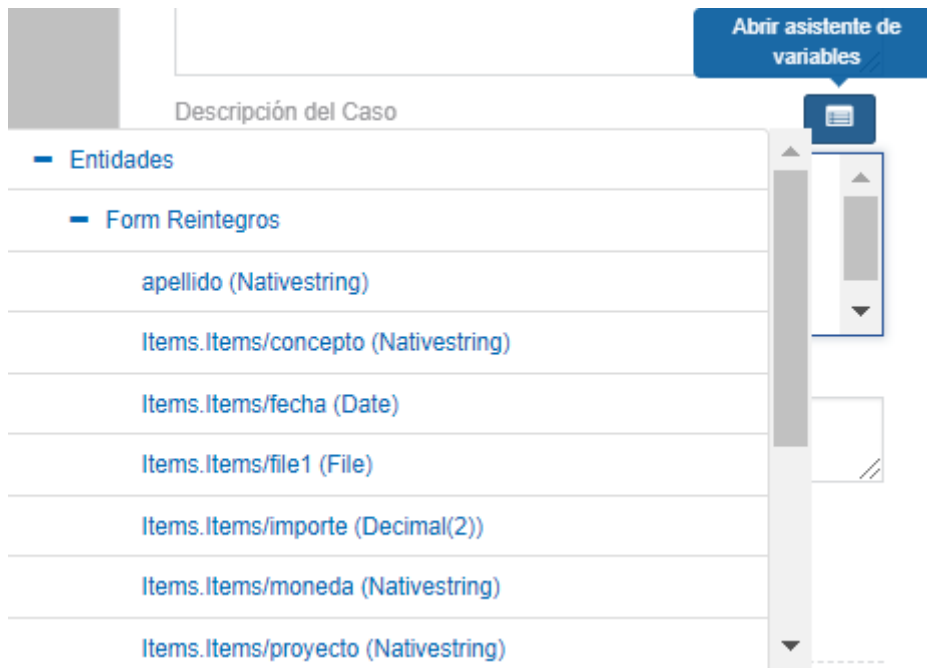 Abrir asistente de
variables
Descripción del Caso
Entidades
Form Reintegros
apellido (Nativestring)
Items.Items/concepto (Nativestring)
Items.Items/fecha (Date)
Items.Items/file1 (File)
Items.Items/importe (Decimal(2))
Items.Items/moneda (Nativestring)
Items.Items/proyecto (Nativestring)